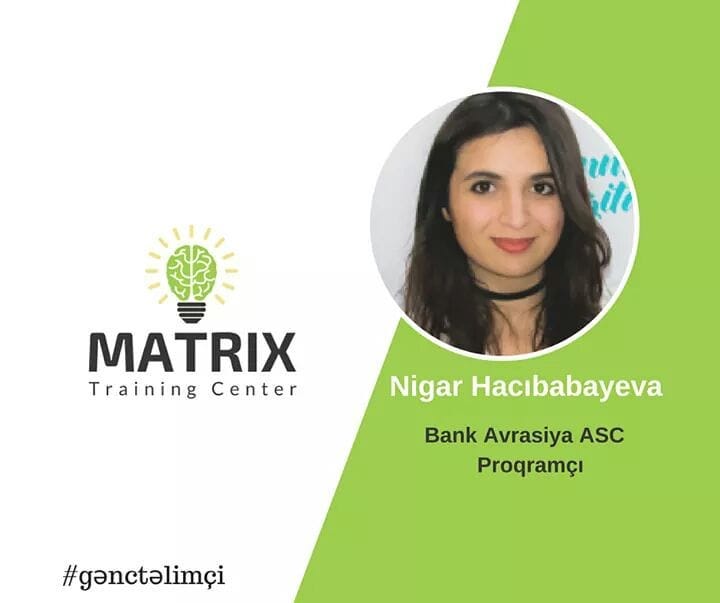 MATRIX
Training Center
Nigar Hacıbabayeva
Bank Avrasiya ASC
Proqramçı
#gənctəlimçi